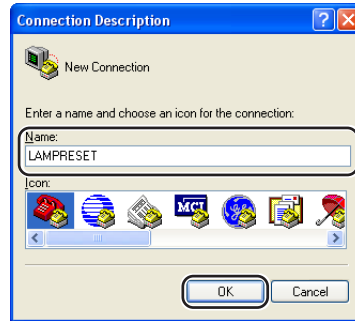 Connection Description
New Connection
Enter a name and choose an icon for the connection:
Name:
LAMPRESET
Icon:
MCI
OK
Cancel